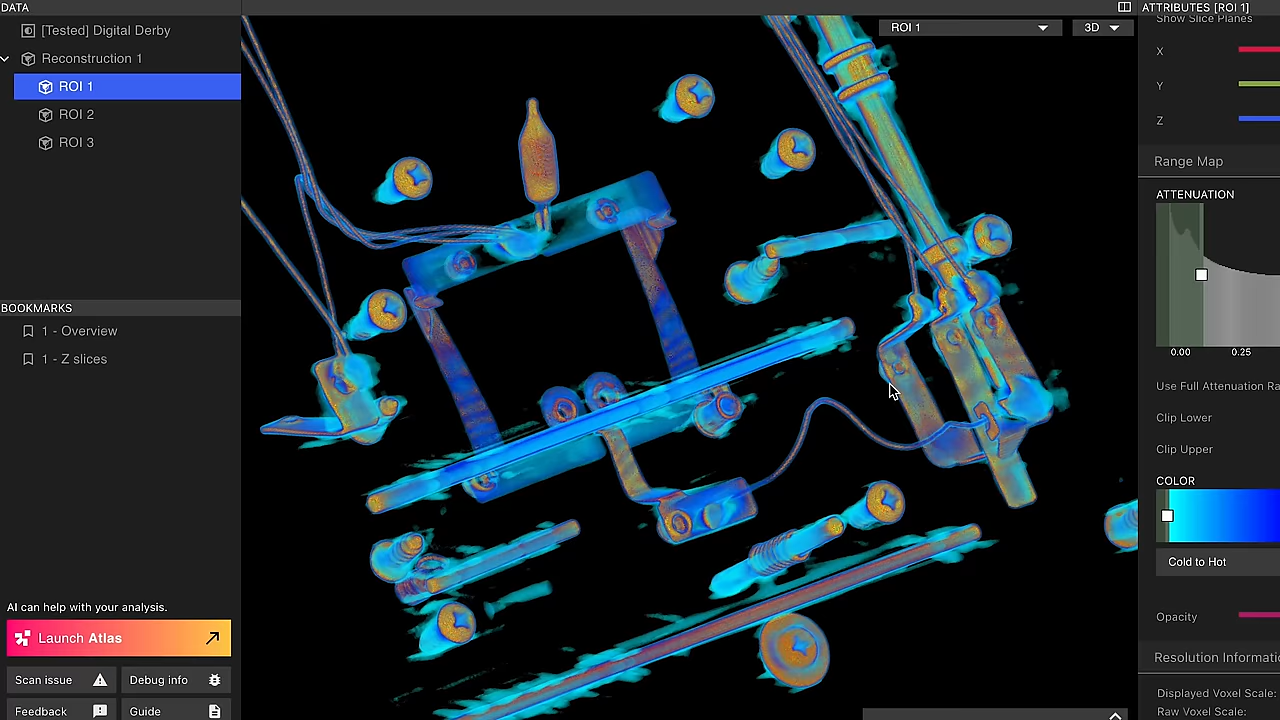 DATA
[Tested] Digital Derby
Reconstruction 1
ROI 1
ROI 2
ROI 3
BOOKMARKS
1 - Overview
1 - Z slices
AI can help with your analysis.
Launch Atlas
Scan issue
Debug info
Feedback
Guide
ROI 1
3D
ATTRIBUTES [ROI 1]
Show Slice Planes
X
Y
Z
Range Map
ATTENUATION
0.00 0.25
Use Full Attenuation Ra
Clip Lower
Clip Upper
COLOR
Cold to Hot
Opacity
Resolution Informati
Displayed Voxel Scale:
Raw Voxel Scale: